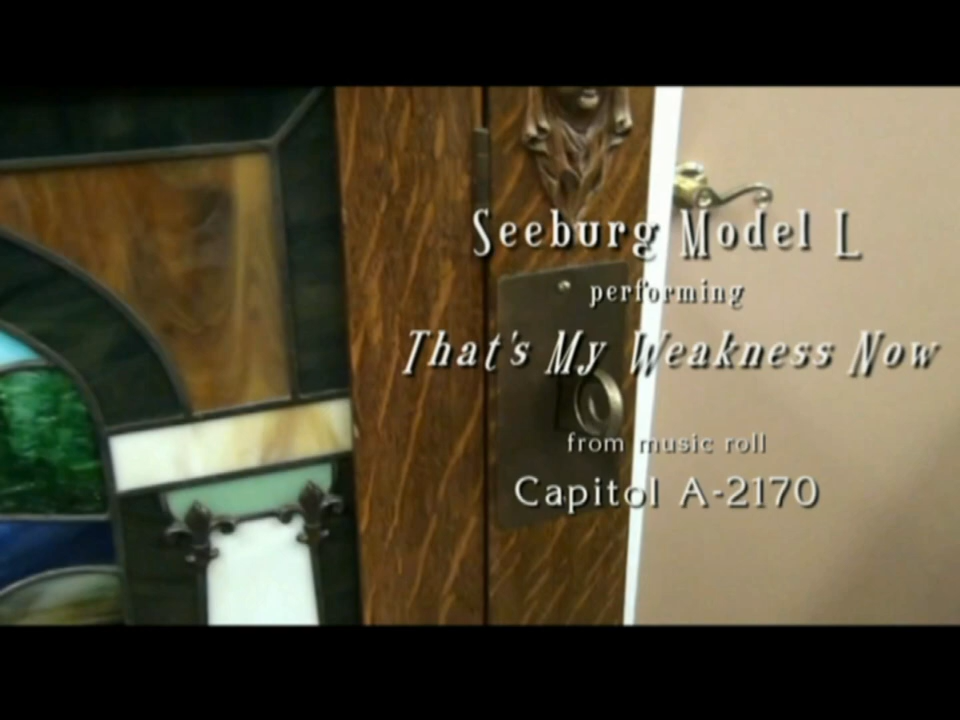 Seeburg Model L
performing
That's My Weakness Now
from music roll
Capitol A-2170